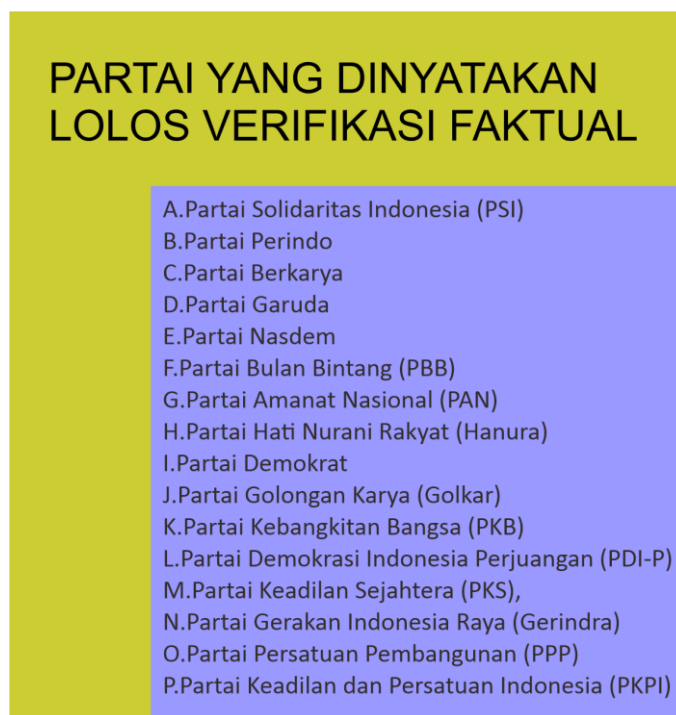 PARTAI YANG DINYATAKAN
LOLOS VERIFIKASI FAKTUAL
A.Partai Solidaritas Indonesia (PSI)
B.Partai Perindo
C.Partai Berkarya
D.Partai Garuda
E.Partai Nasdem
F.Partai Bulan Bintang (PBB)
G.Partai Amanat Nasional (PAN)
H.Partai Hati Nurani Rakyat (Hanura)
I.Partai Demokrat
J.Partai Golongan Karya (Golkar)
K.Partai Kebangkitan Bangsa (PKB)
L.Partai Demokrasi Indonesia Perjuangan (PDI-P)
M.Partai Keadilan Sejahtera (PKS),
N.Partai Gerakan Indonesia Raya (Gerindra)
O.Partai Persatuan Pembangunan (PPP)
P.Partai Keadilan dan Persatuan Indonesia (PKPI)